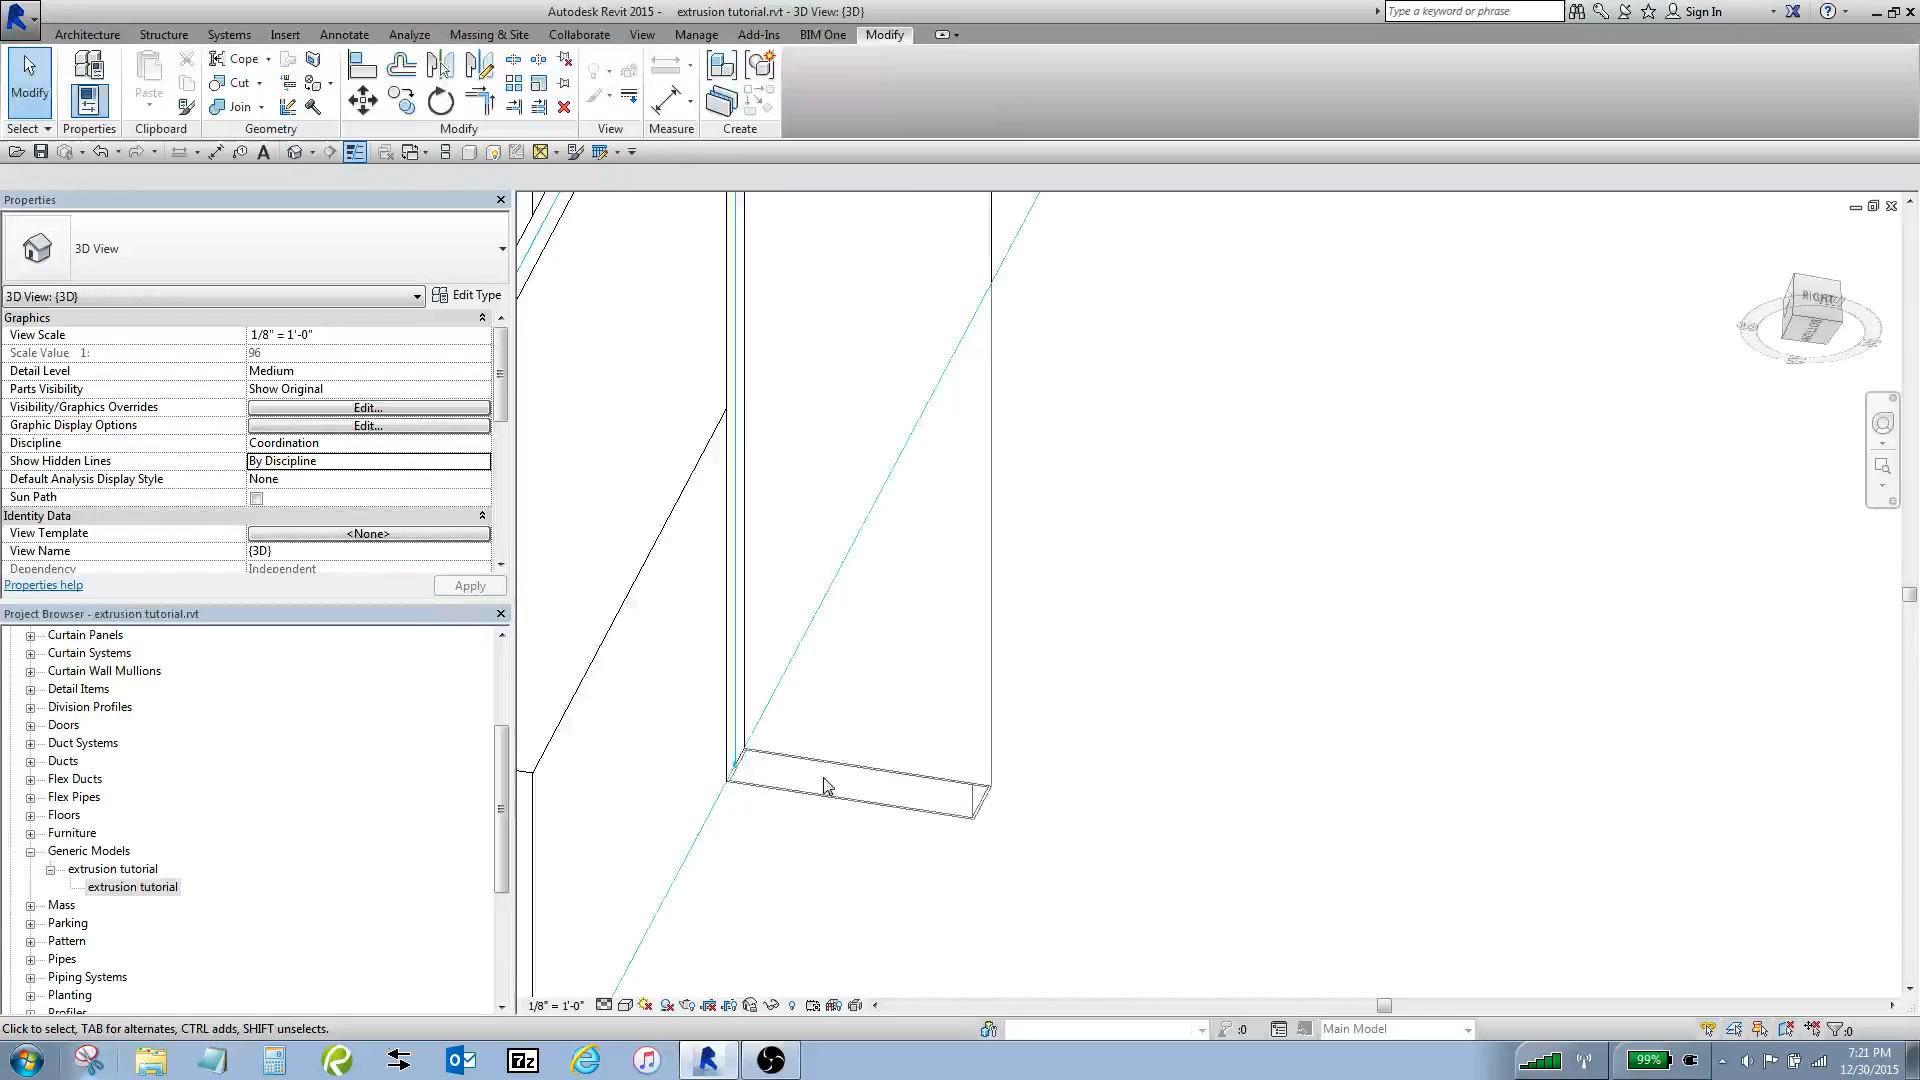 Autodesk Revit 2015 - extrusion tutorial.rvt - 3D View: {3D}
Type a keyword or phrase
Sign In
Architecture Structure Systems Insert Annotate Analyze Massing & Site Collaborate View Manage Add-Ins BIM One Modify
Modify
Paste
Cope
Cut
Join
Select Properties Clipboard Geometry Modify View Measure Create
Properties
3D View
3D View: {3D}
Edit Type
Graphics
View Scale 1/8" = 1'-0"
Scale Value 1: 96
Detail Level Medium
Parts Visibility Show Original
Visibility/Graphics Overrides Edit...
Graphic Display Options Edit...
Discipline Coordination
Show Hidden Lines By Discipline
Default Analysis Display Style None
Sun Path
Identity Data
View Template <None>
View Name {3D}
Dependency Independent
Properties help
Apply
Project Browser - extrusion tutorial.rvt
Curtain Panels
Curtain Systems
Curtain Wall Mullions
Detail Items
Division Profiles
Doors
Duct Systems
Ducts
Flex Ducts
Flex Pipes
Floors
Furniture
Generic Models
extrusion tutorial
extrusion tutorial
Mass
Parking
Pattern
Pipes
Piping Systems
Planting
Profiles
RIGHT
BOTTOM
1/8" = 1'-0"
Click to select, TAB for alternates, CTRL adds, SHIFT unselects.
:0
Main Model
:0
7z
99%
7:21 PM
12/30/2015